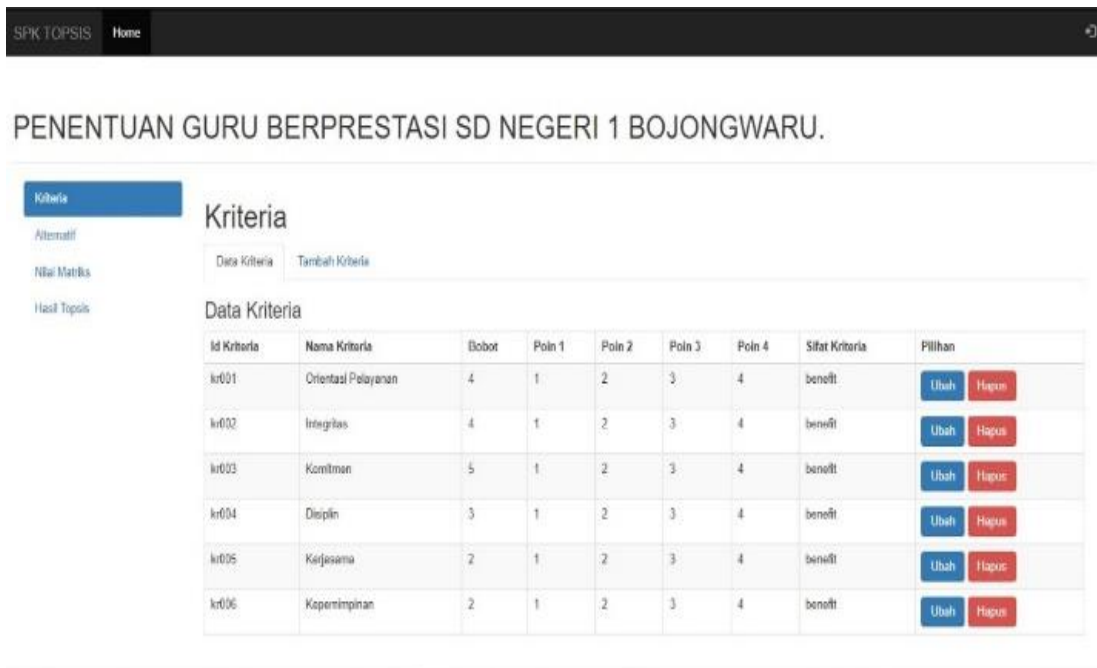 SPK TOPSIS Home
PENENTUAN GURU BERPRESTASI SD NEGERI 1 BOJONGWARU.
Kriteria
Alternatif
Nilai Matriks
Hasil Topsis
Kriteria
Data Kriteria Tambah Kriteria
Data Kriteria
Id Kriteria Nama Kriteria Bobot Poin 1 Poin 2 Poin 3 Poin 4 Sifat Kriteria Pilihan
kr001 Orientasi Pelayanan 4 1 2 3 4 benefit Ubah Hapus
kr002 Integritas 4 1 2 3 4 benefit Ubah Hapus
kr003 Komitmen 5 1 2 3 4 benefit Ubah Hapus
kr004 Disiplin 3 1 2 3 4 benefit Ubah Hapus
kr005 Kerjasama 2 1 2 3 4 benefit Ubah Hapus
kr006 Kepemimpinan 2 1 2 3 4 benefit Ubah Hapus